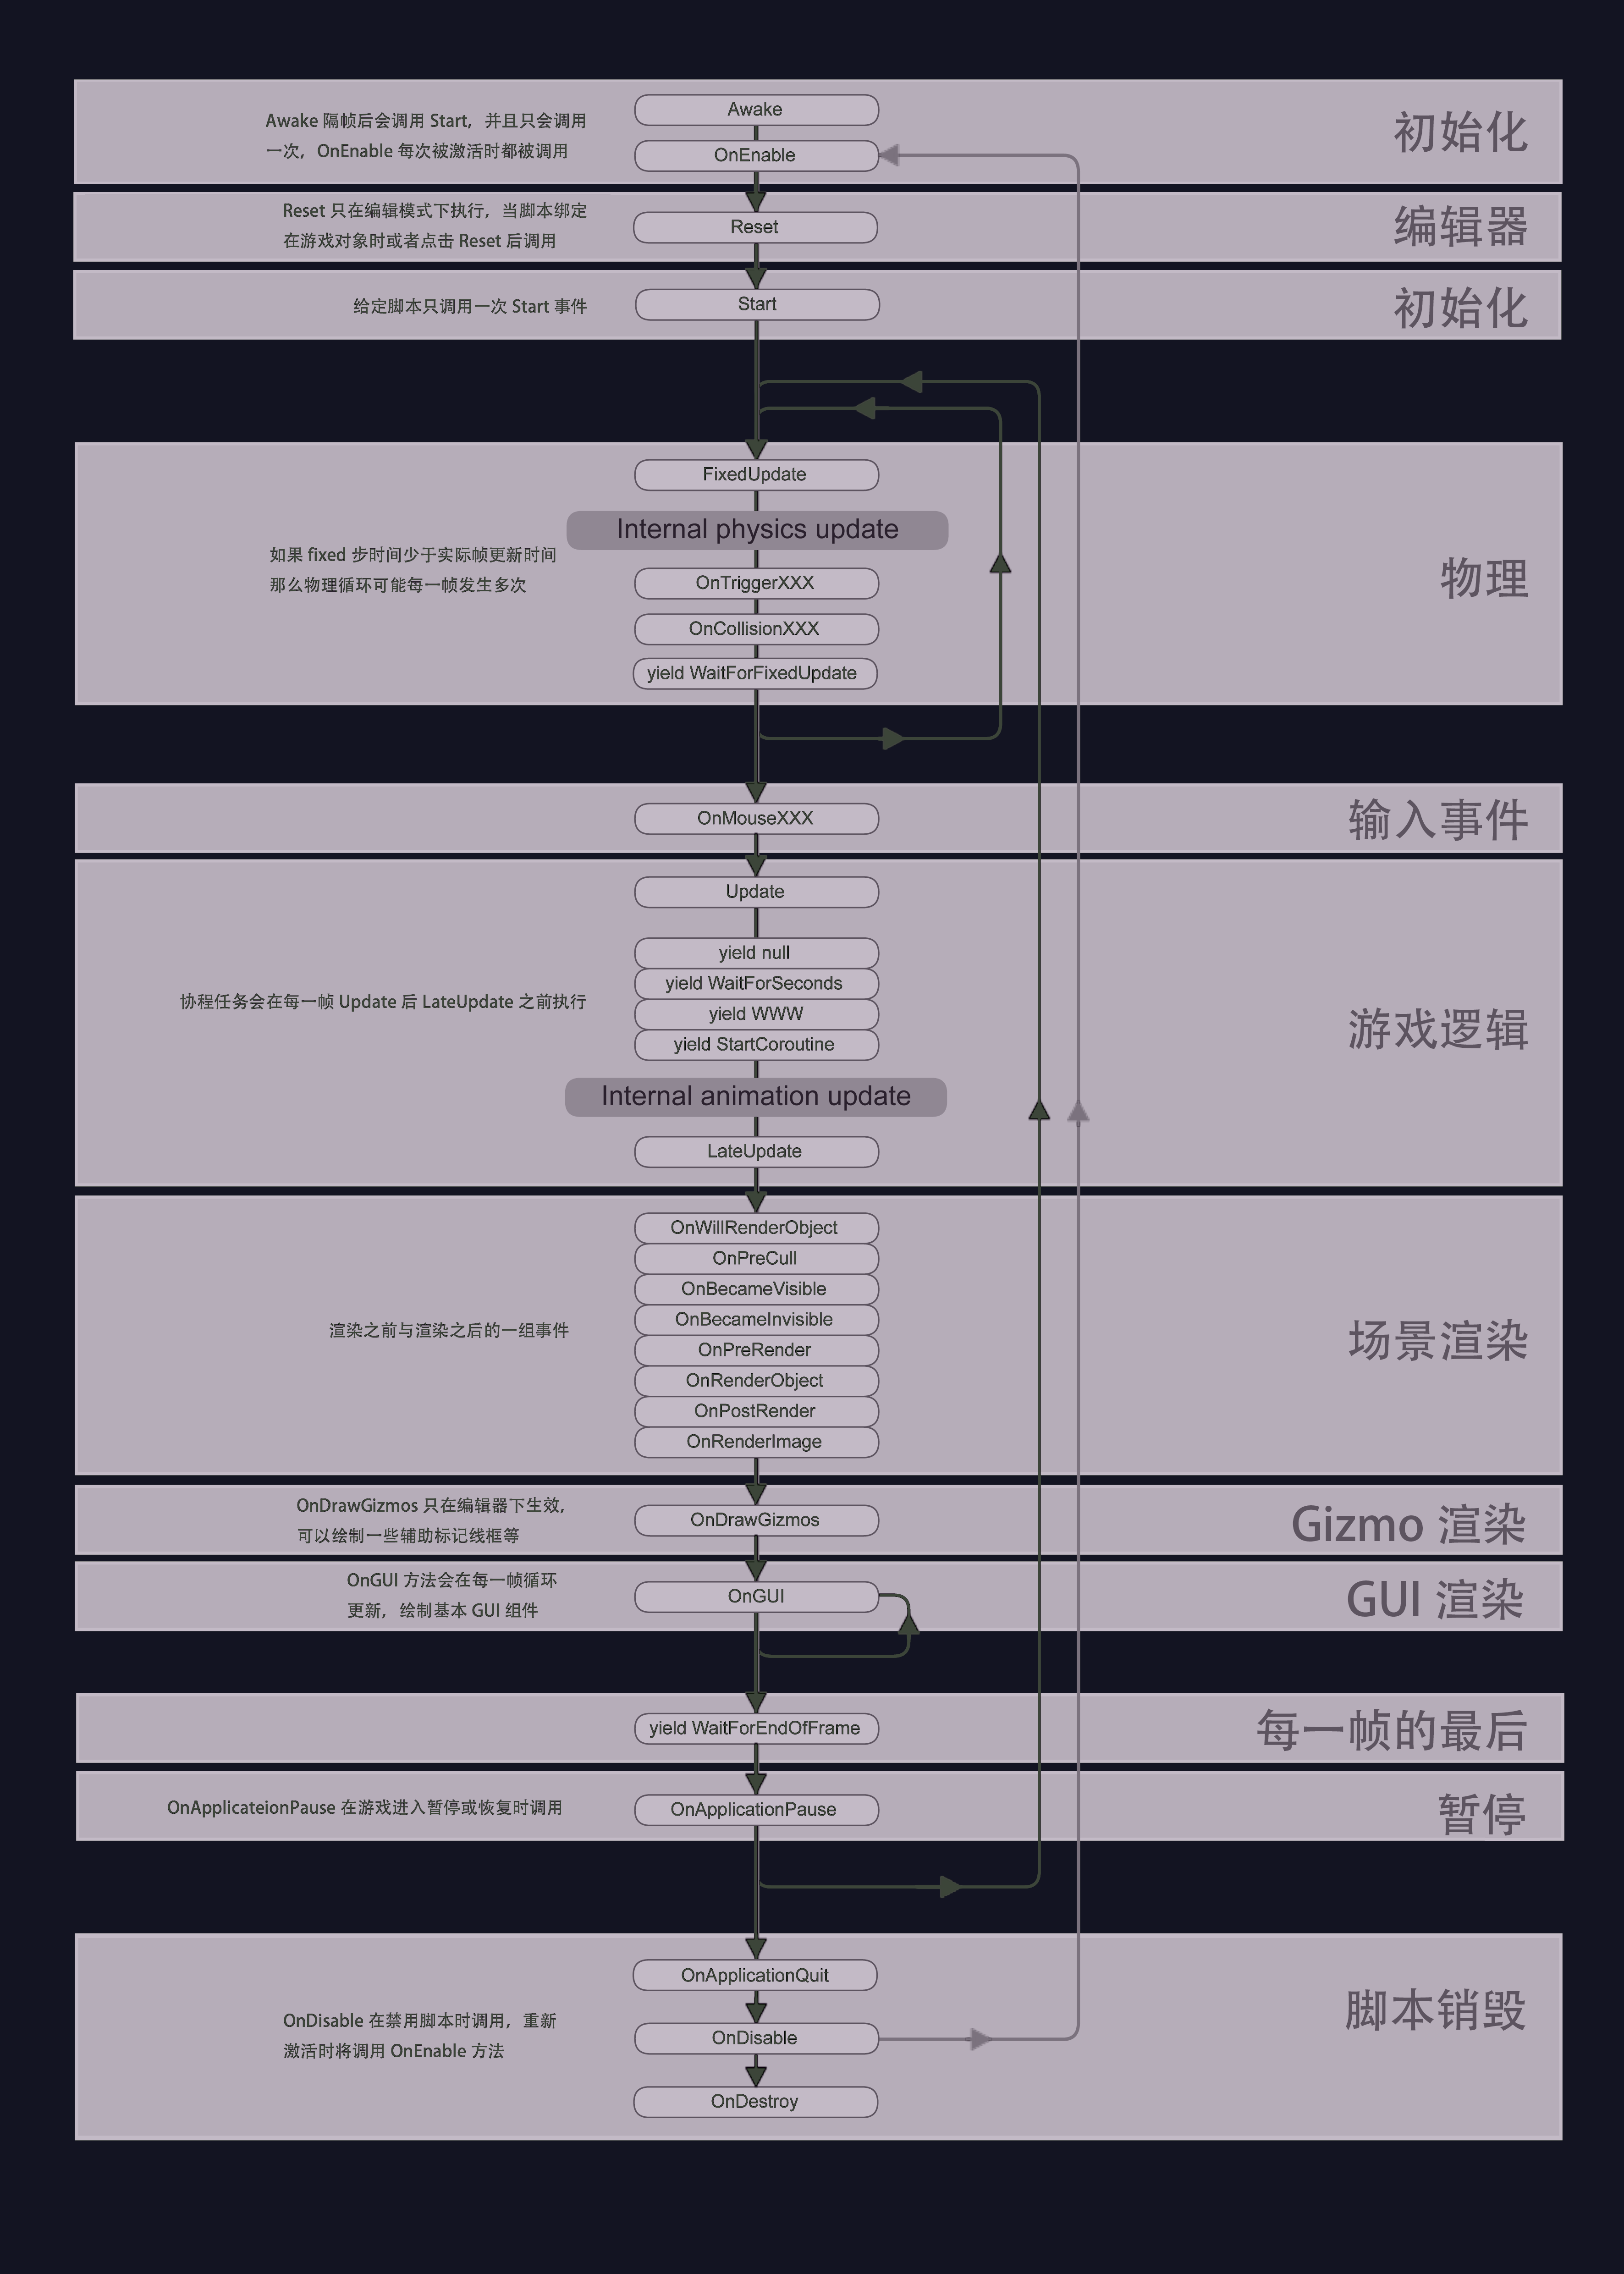 Awake 隔帧后会调用 Start，并且只会调用
一次，OnEnable 每次被激活时都被调用
Awake
OnEnable
初始化
Reset 只在编辑模式下执行，当脚本绑定
在游戏对象时或者点击 Reset 后调用
Reset
编辑器
给定脚本只调用一次 Start 事件
Start
初始化
FixedUpdate
Internal physics update
如果 fixed 步时间少于实际帧更新时间
那么物理循环可能每一帧发生多次
OnTriggerXXX
OnCollisionXXX
yield WaitForFixedUpdate
物理
OnMouseXXX
输入事件
Update
yield null
yield WaitForSeconds
yield WWW
yield StartCoroutine
协程任务会在每一帧 Update 后 LateUpdate 之前执行
Internal animation update
LateUpdate
游戏逻辑
OnWillRenderObject
OnPreCull
OnBecameVisible
OnBecameInvisible
OnPreRender
OnRenderObject
OnPostRender
OnRenderImage
渲染之前与渲染之后的一组事件
场景渲染
OnDrawGizmos 只在编辑器下生效，
可以绘制一些辅助标记线框等
OnDrawGizmos
Gizmo 渲染
OnGUI 方法会在每一帧循环
更新，绘制基本 GUI 组件
OnGUI
GUI 渲染
yield WaitForEndOfFrame
每一帧的最后
OnApplicateionPause 在游戏进入暂停或恢复时调用
OnApplicationPause
暂停
OnApplicationQuit
OnDisable 在禁用脚本时调用，重新
激活时将调用 OnEnable 方法
OnDisable
OnDestroy
脚本销毁